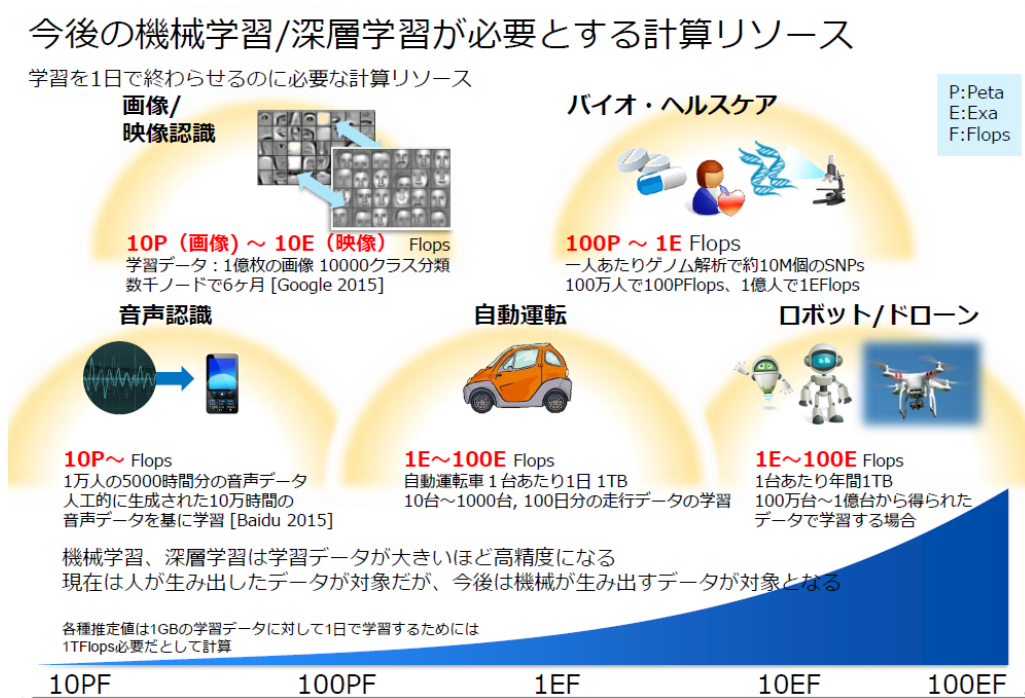 今後の機械学習/深層学習が必要とする計算リソース
学習を1日で終わらせるのに必要な計算リソース
P:Peta
E:Exa
F:Flops
画像/
映像認識
10P（画像) ～ 10E（映像） Flops
学習データ：1億枚の画像 10000クラス分類
数千ノードで6ヶ月 [Google 2015]
バイオ・ヘルスケア
100P ～ 1E Flops
一人あたりゲノム解析で約10M個のSNPs
100万人で100PFlops、1億人で1EFlops
音声認識
10P～ Flops
1万人の5000時間分の音声データ
人工的に生成された10万時間の
音声データを基に学習 [Baidu 2015]
自動運転
1E～100E Flops
自動運転車１台あたり1日 1TB
10台～1000台, 100日分の走行データの学習
ロボット/ドローン
1E～100E Flops
1台あたり年間1TB
100万台～1億台から得られた
データで学習する場合
機械学習、深層学習は学習データが大きいほど高精度になる
現在は人が生み出したデータが対象だが、今後は機械が生み出すデータが対象となる
各種推定値は1GBの学習データに対して1日で学習するためには
1TFlops必要だとして計算
10PF
100PF
1EF
10EF
100EF